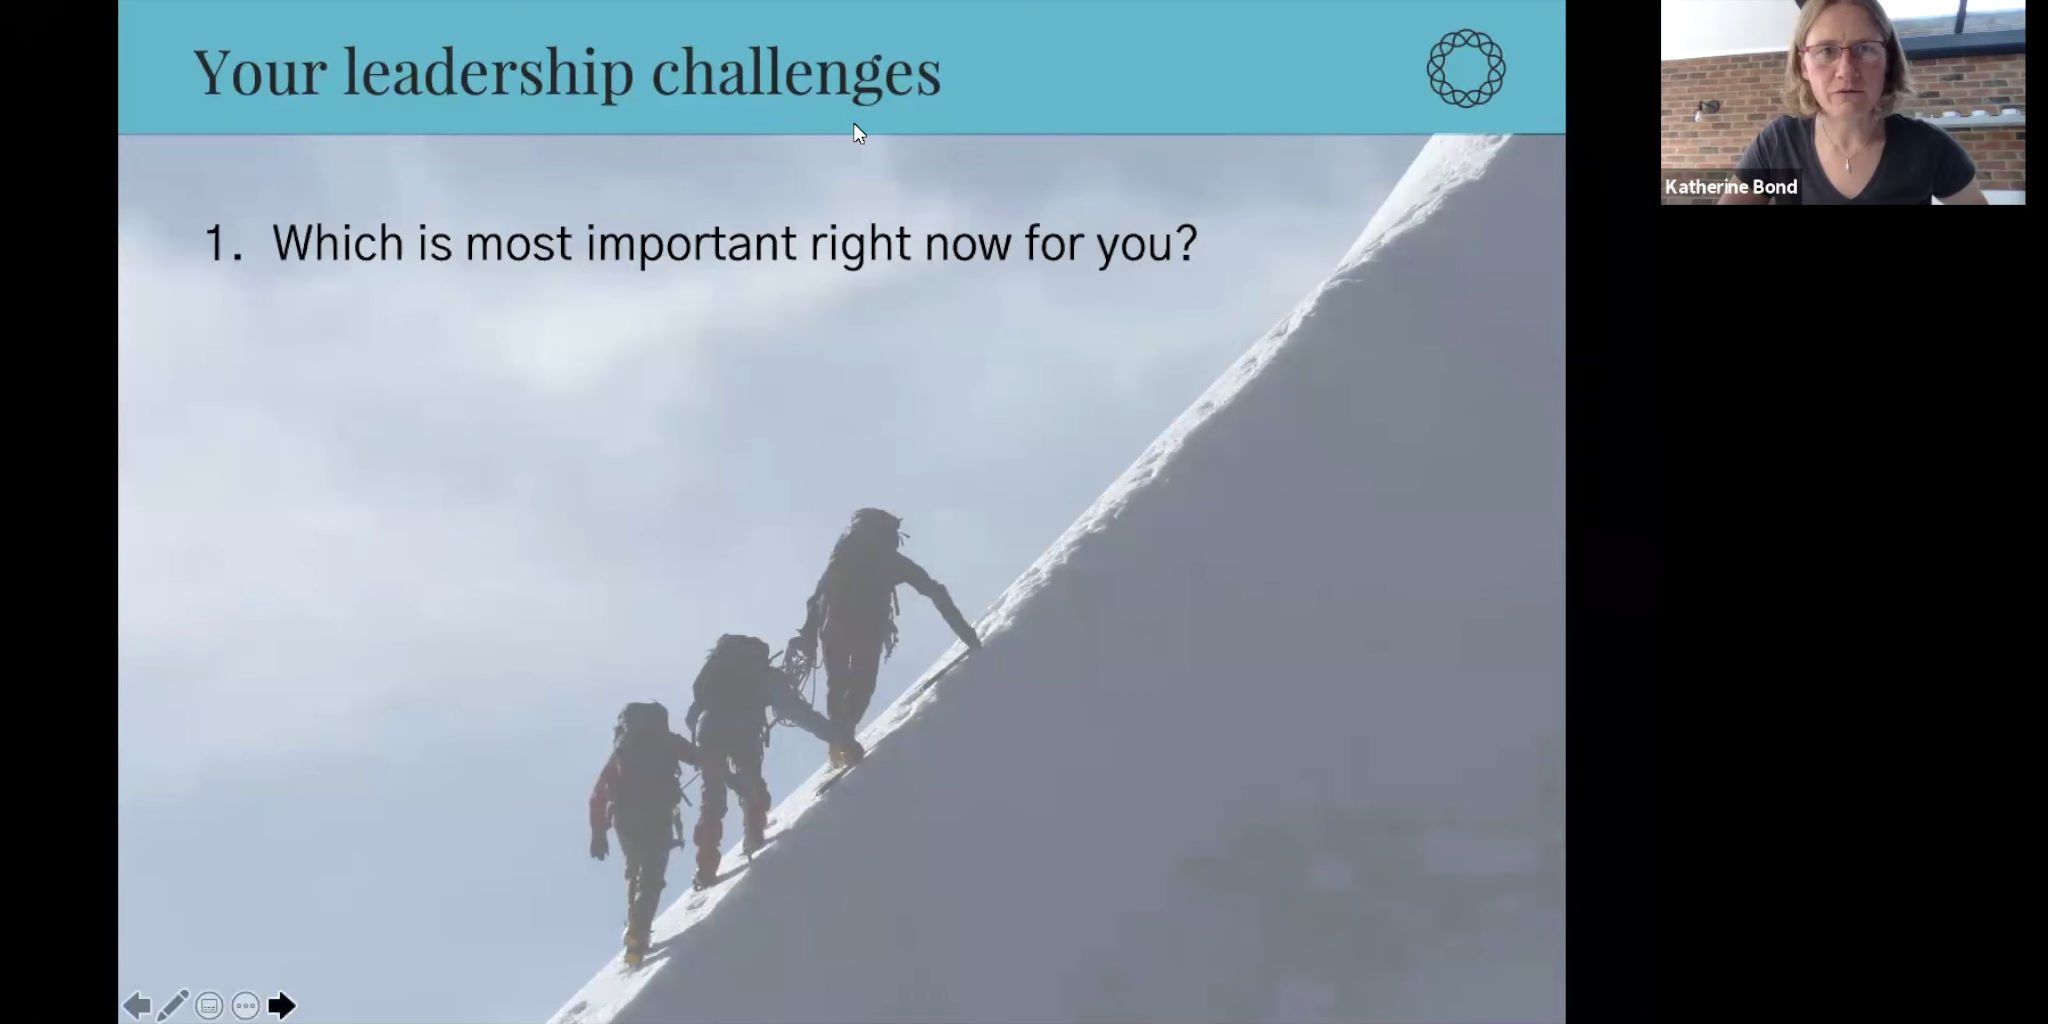 Your leadership challenges
1. Which is most important right now for you?
Katherine Bond